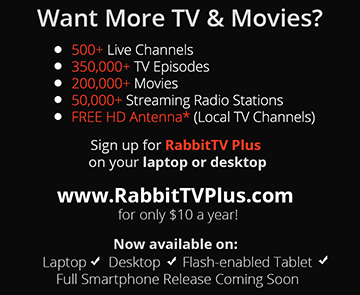 Want More TV & Movies?
• 500+ Live Channels
• 350,000+ TV Episodes
• 200,000+ Movies
• 50,000+ Streaming Radio Stations
• FREE HD Antenna* (Local TV Channels)
Sign up for RabbitTV Plus
on your laptop or desktop
www.RabbitTVPlus.com
for only $10 a year!
Now available on:
Laptop ✔ Desktop ✔ Flash-enabled Tablet ✔
Full Smartphone Release Coming Soon